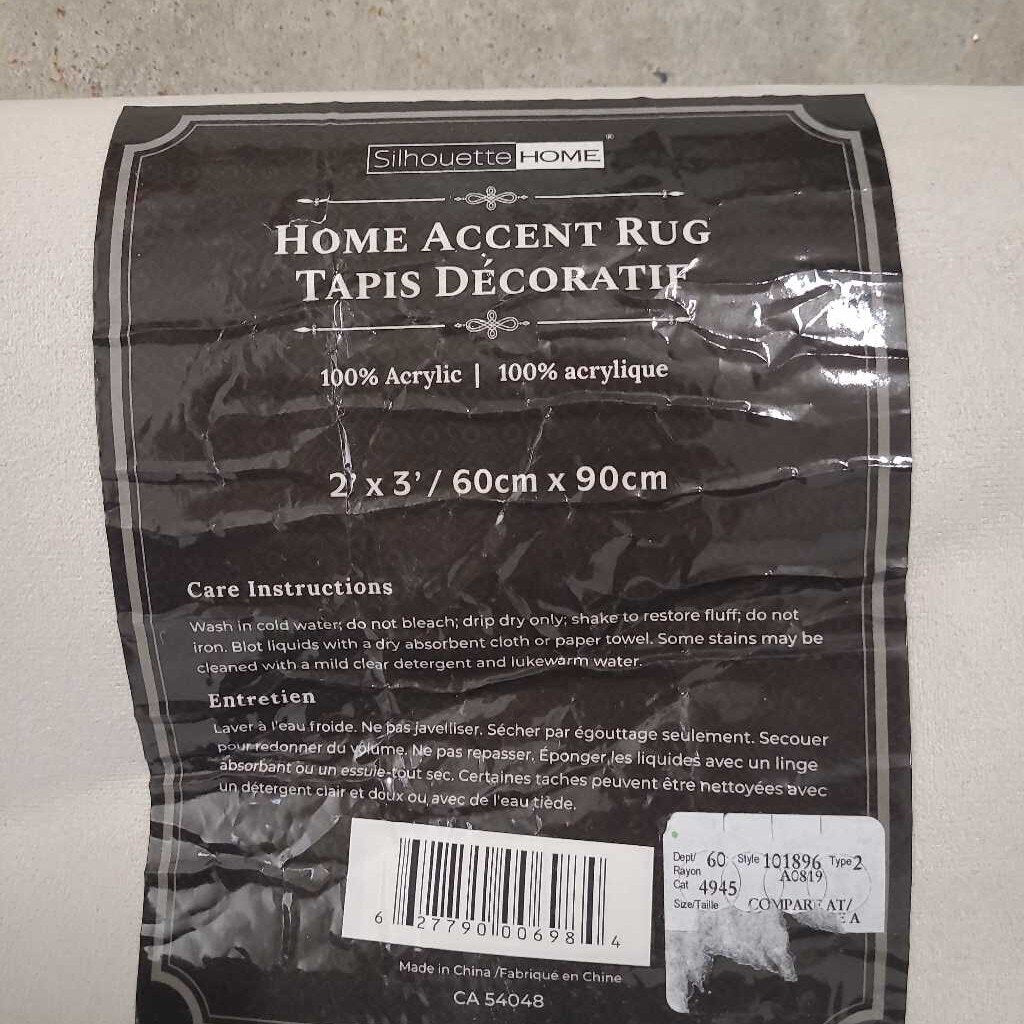 Silhouette HOME®
HOME ACCENT RUG
TAPIS DÉCORATIF
100% Acrylic | 100% acrylique
2' x 3' / 60cm x 90cm
Care Instructions
Wash in cold water; do not bleach; drip dry only; shake to restore fluff; do not
iron. Blot liquids with a dry absorbent cloth or paper towel. Some stains may be
cleaned with a mild clear detergent and lukewarm water.
Entretien
Laver à l'eau froide. Ne pas javelliser. Sécher par égouttage seulement. Secouer
pour redonner du volume. Ne pas repasser. Éponger les liquides avec un linge
absorbant ou un essuie-tout sec. Certaines taches peuvent être nettoyées avec
un détergent clair et doux ou avec de l'eau tiède.
6 27790 00698 4
Made in China /Fabriqué en Chine
CA 54048
Dept/ 60 Style 101896 Type 2
Rayon A0819
Cat 4945
Size/Taille COMPARE AT/